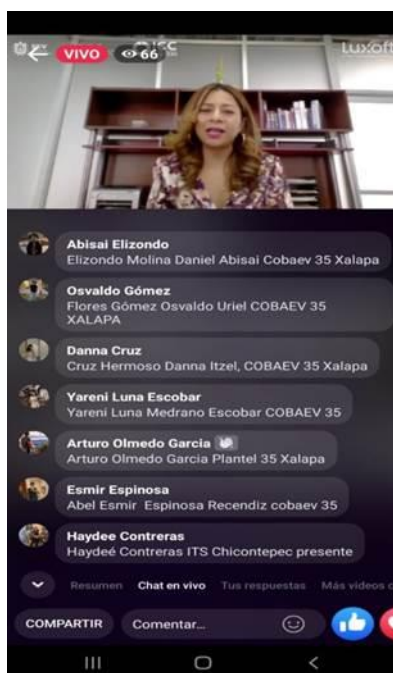 VIVO 66
Luxoft
Abisai Elizondo
Elizondo Molina Daniel Abisai Cobaev 35 Xalapa
Osvaldo Gómez
Flores Gómez Osvaldo Uriel COBAEV 35
XALAPA
Danna Cruz
Cruz Hermoso Danna Itzel, COBAEV 35 Xalapa
Yareni Luna Escobar
Yareni Luna Medrano Escobar COBAEV 35
Arturo Olmedo Garcia
Arturo Olmedo Garcia Plantel 35 Xalapa
Esmir Espinosa
Abel Esmir Espinosa Recendiz cobaev 35
Haydee Contreras
Haydeé Contreras ITS Chicontepec presente
Resumen Chat en vivo Tus respuestas Más videos
COMPARTIR Comentar...